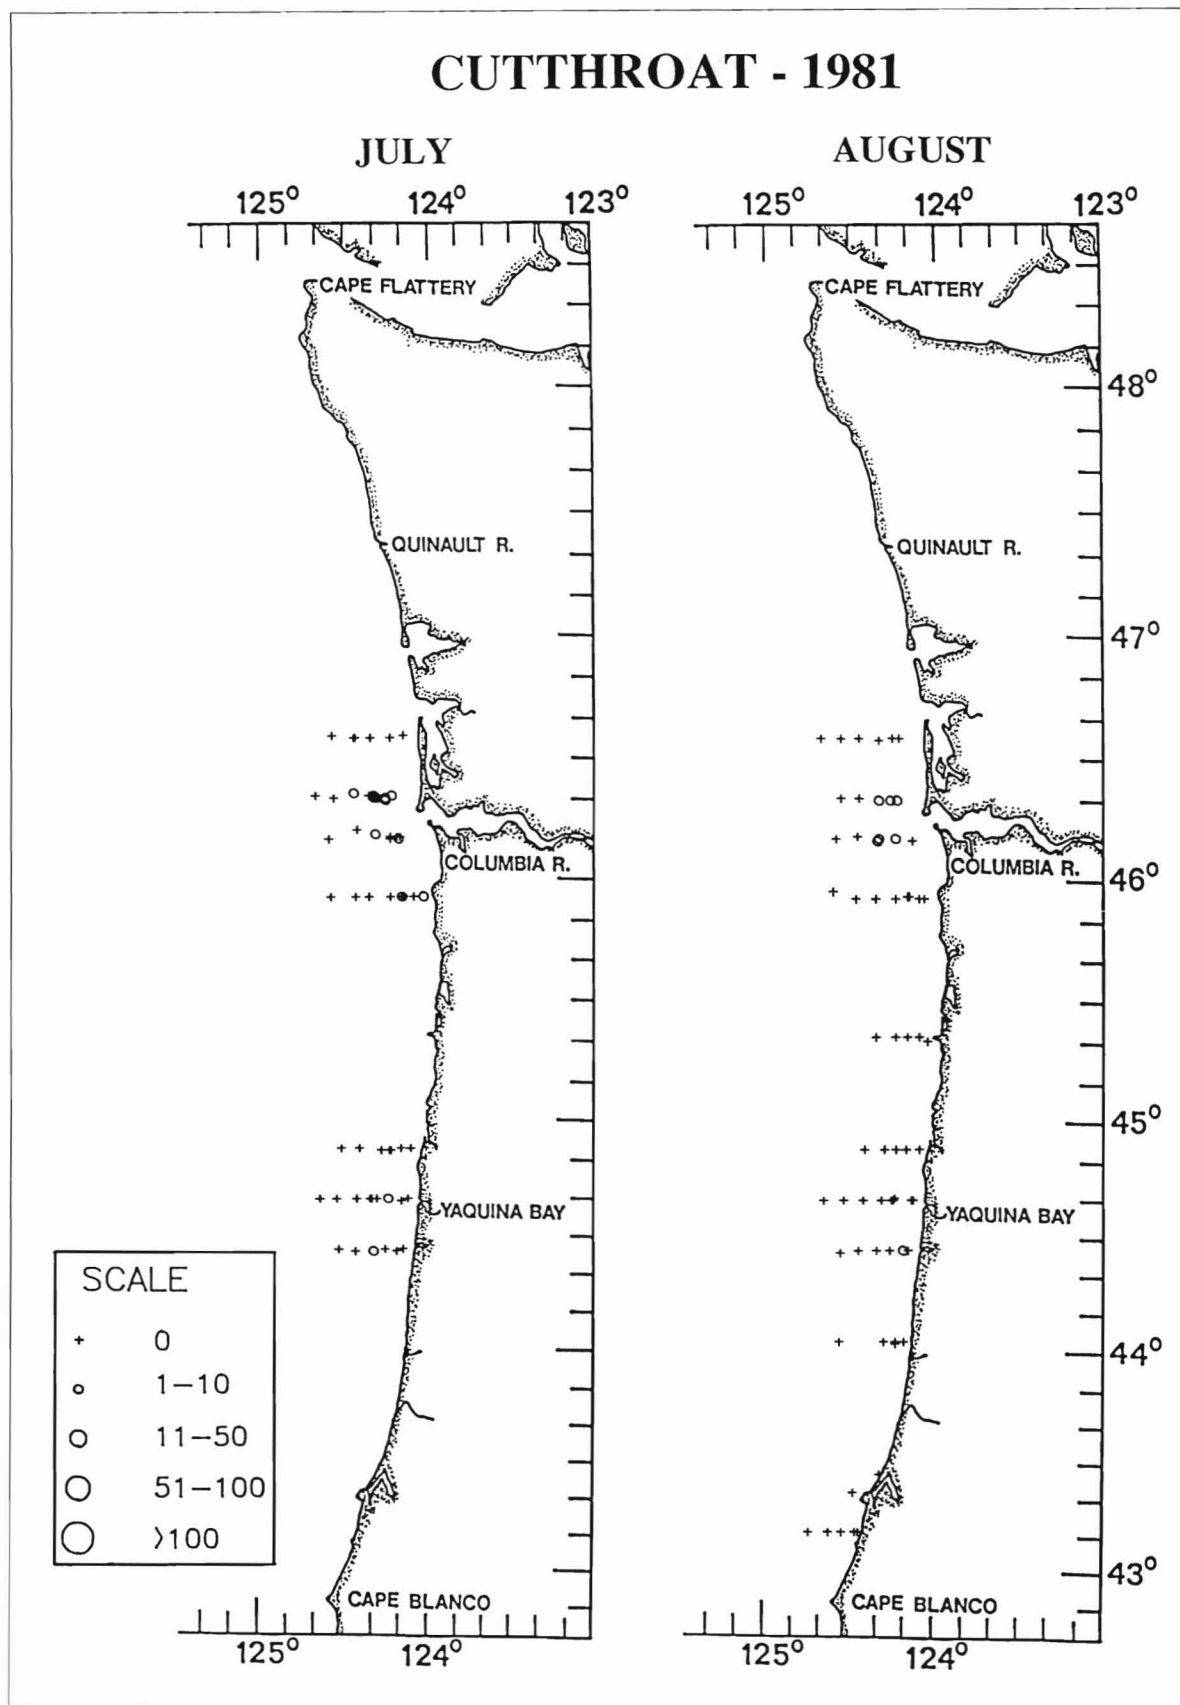 CUTTHROAT - 1981
JULY
AUGUST
125° 124° 123°
125° 124° 123°
CAPE FLATTERY
CAPE FLATTERY
48°
QUINAULT R.
QUINAULT R.
47°
COLUMBIA R.
COLUMBIA R.
46°
45°
YAQUINA BAY
YAQUINA BAY
SCALE
+ 0
1-10
11-50
51-100
>100
44°
43°
CAPE BLANCO
CAPE BLANCO
125° 124°
125° 124°